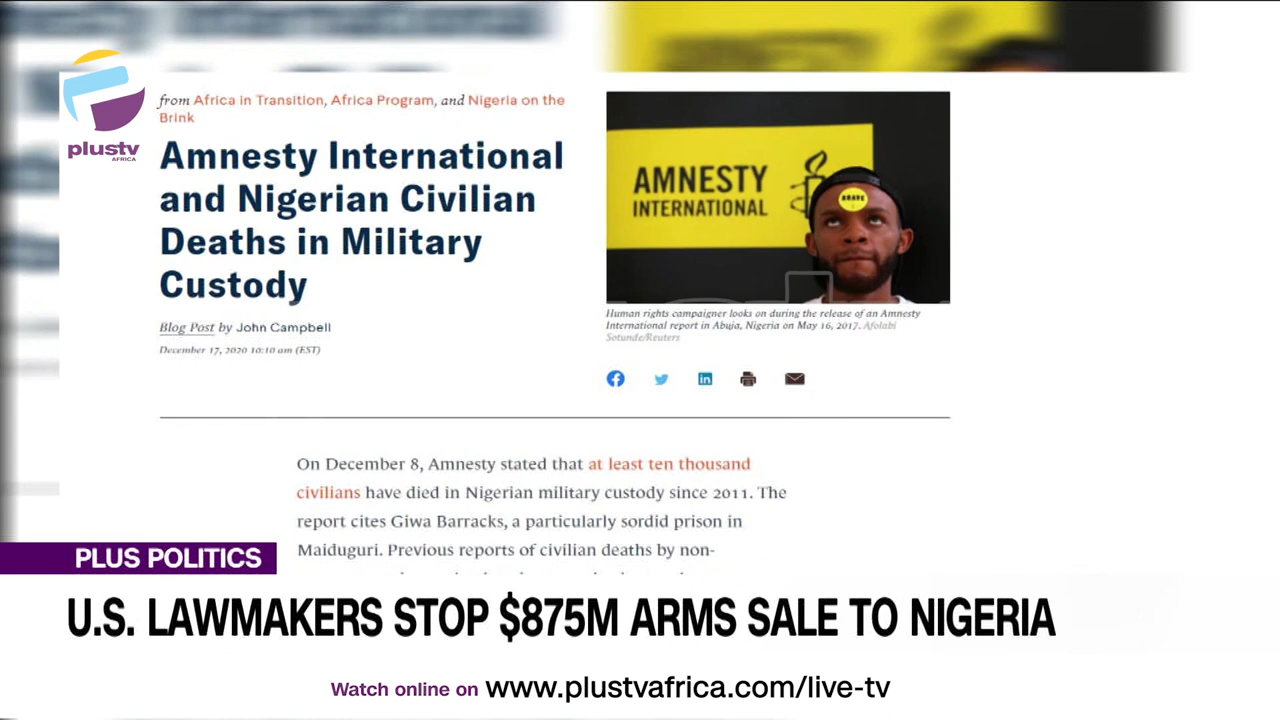 plustv
AFRICA
from Africa in Transition, Africa Program, and Nigeria on the
Brink
Amnesty International
and Nigerian Civilian
Deaths in Military
Custody
Blog Post by John Campbell
December 17, 2020 10:10 am (EST)
AMNESTY
INTERNATIONAL
BRAVE
Human rights campaigner looks on during the release of an Amnesty
International report in Abuja, Nigeria on May 16, 2017. Afolabi
Sotunde/Reuters
On December 8, Amnesty stated that at least ten thousand
civilians have died in Nigerian military custody since 2011. The
report cites Giwa Barracks, a particularly sordid prison in
Maiduguri. Previous reports of civilian deaths by non-
PLUS POLITICS
U.S. LAWMAKERS STOP $875M ARMS SALE TO NIGERIA
Watch online on www.plustvafrica.com/live-tv